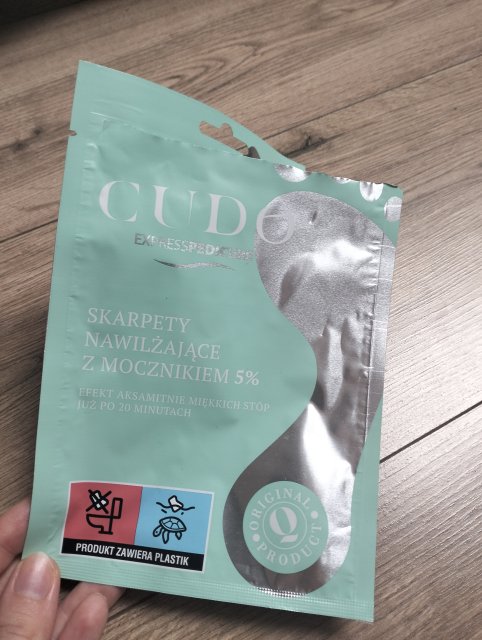 CUDO
EXPRESSPEDICURE
SKARPETY
NAWILŻAJĄCE
Z MOCZNIKIEM 5%
EFEKT AKSAMITNIE MIĘKKICH STÓP
JUŻ PO 20 MINUTACH
PRODUKT ZAWIERA PLASTIK
ORIGINAL
Q
PRODUCT